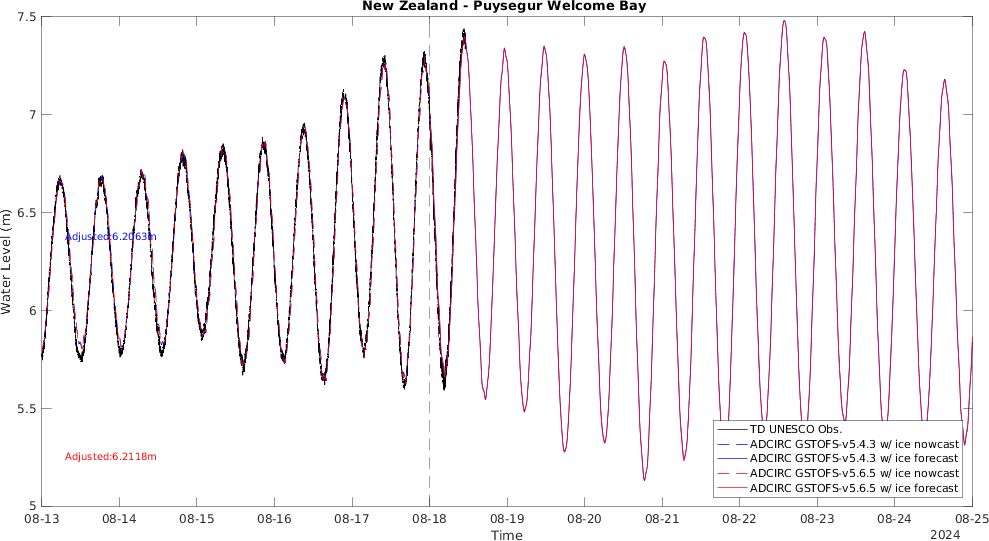 New Zealand - Puysegur Welcome Bay
7.5
7
6.5
6
5.5
5
Water Level (m)
Adjusted:6.2063m
Adjusted:6.2118m
TD UNESCO Obs.
ADCIRC GSTOFS-v5.4.3 w/ ice nowcast
ADCIRC GSTOFS-v5.4.3 w/ ice forecast
ADCIRC GSTOFS-v5.6.5 w/ ice nowcast
ADCIRC GSTOFS-v5.6.5 w/ ice forecast
08-13 08-14 08-15 08-16 08-17 08-18 08-19 08-20 08-21 08-22 08-23 08-24 08-25
Time
2024